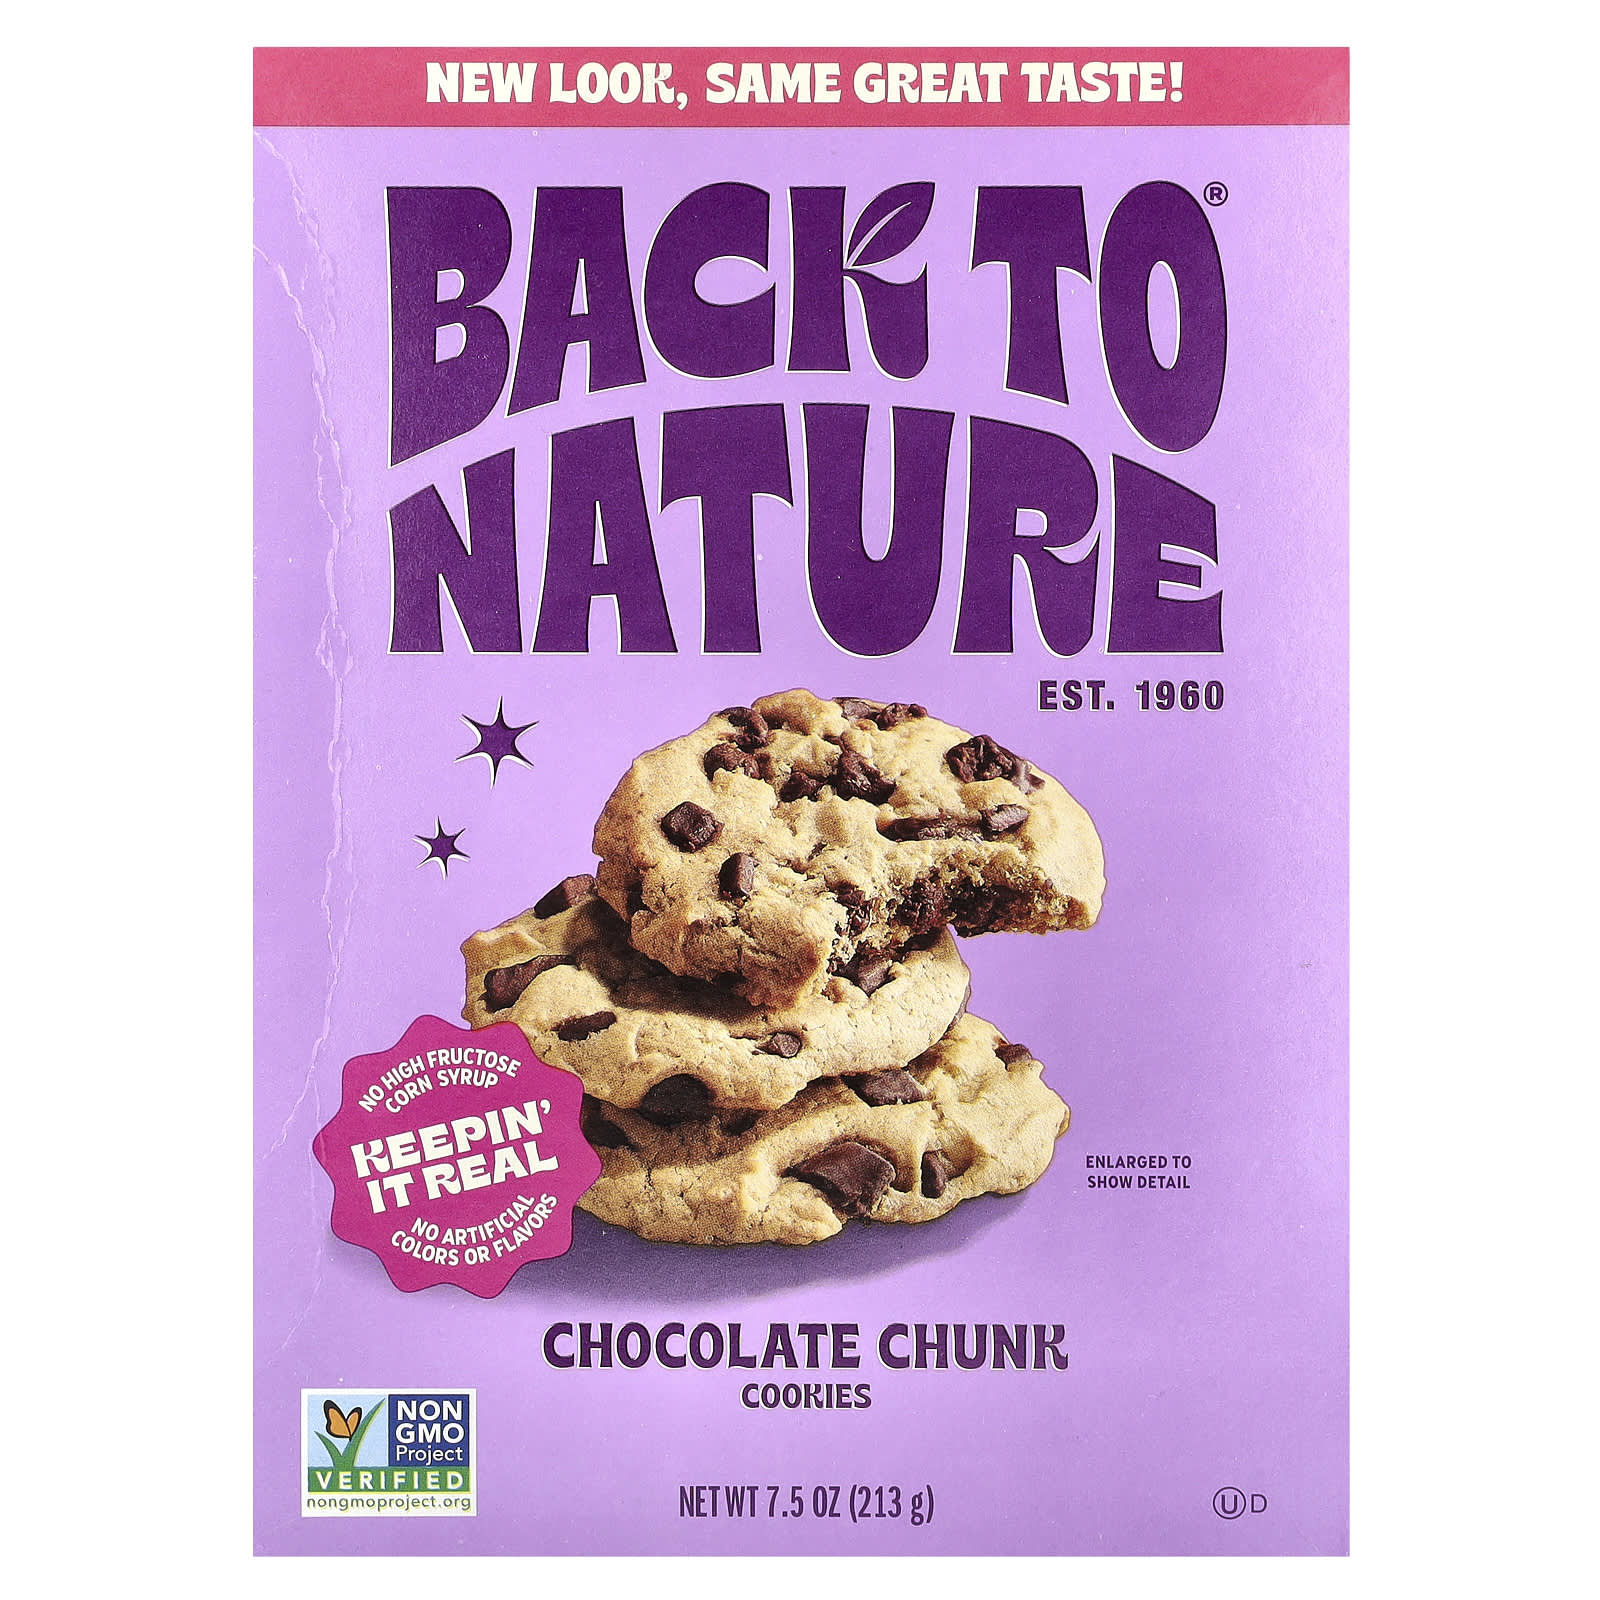 NEW LOOK, SAME GREAT TASTE!
BACK TO®
NATURE
EST. 1960
NO HIGH FRUCTOSE
CORN SYRUP
KEEPIN'
IT REAL
NO ARTIFICIAL
COLORS OR FLAVORS
ENLARGED TO
SHOW DETAIL
CHOCOLATE CHUNK
COOKIES
NON
GMO
Project
VERIFIED
nongmoproject.org
NET WT 7.5 OZ (213 g)
U D